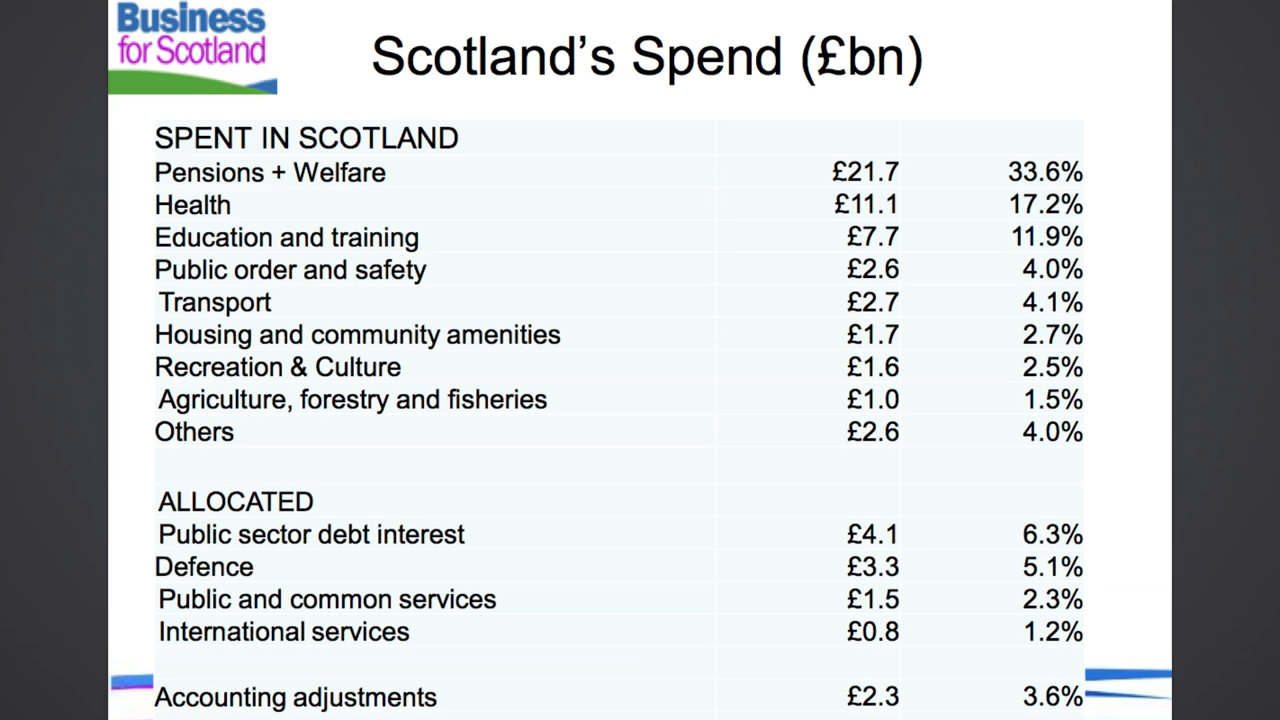 Business
for Scotland
Scotland's Spend (£bn)
SPENT IN SCOTLAND
Pensions + Welfare £21.7 33.6%
Health £11.1 17.2%
Education and training £7.7 11.9%
Public order and safety £2.6 4.0%
Transport £2.7 4.1%
Housing and community amenities £1.7 2.7%
Recreation & Culture £1.6 2.5%
Agriculture, forestry and fisheries £1.0 1.5%
Others £2.6 4.0%
ALLOCATED
Public sector debt interest £4.1 6.3%
Defence £3.3 5.1%
Public and common services £1.5 2.3%
International services £0.8 1.2%
Accounting adjustments £2.3 3.6%